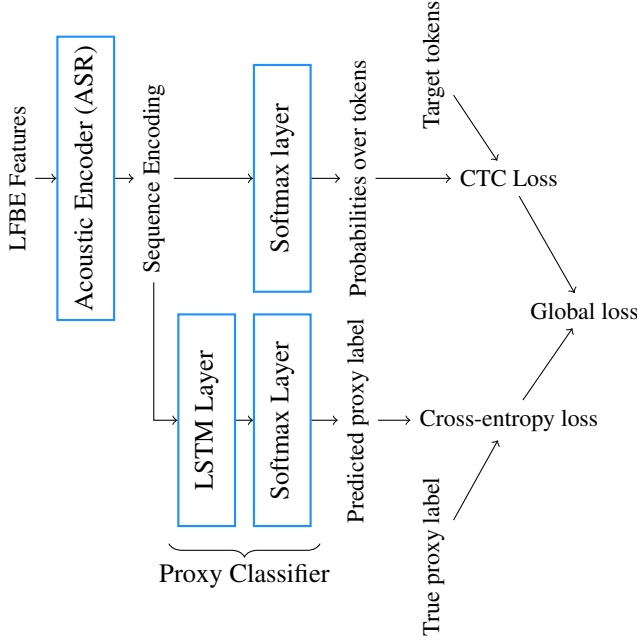 LFBE Features
Acoustic Encoder (ASR)
Sequence Encoding
Softmax layer
Probabilities over tokens
Target tokens
CTC Loss
Global loss
LSTM Layer
Softmax Layer
Predicted proxy label
Cross-entropy loss
True proxy label
Proxy Classifier